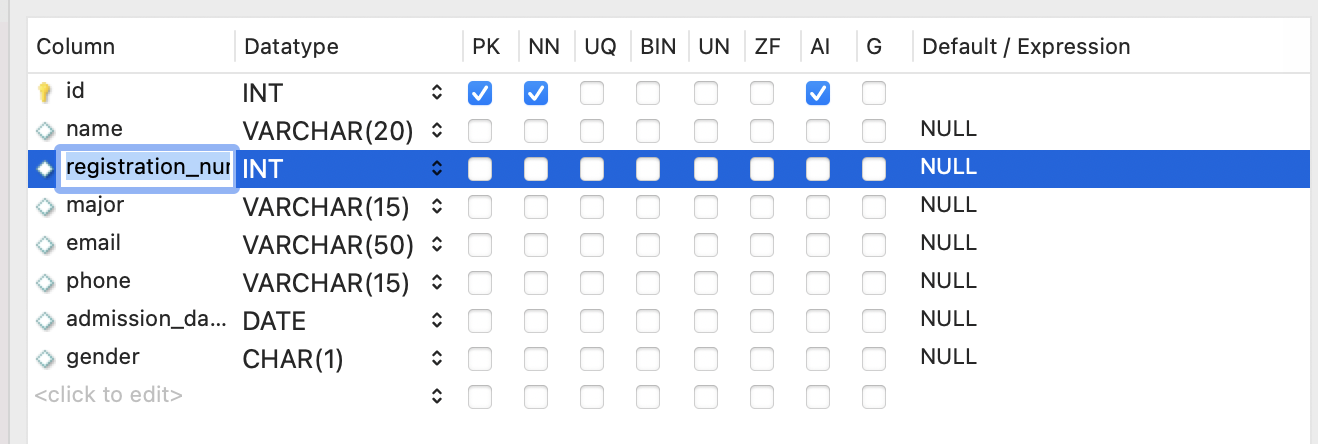 Column Datatype PK NN UQ BIN UN ZF AI G Default / Expression
id INT
name VARCHAR(20) NULL
registration_nur INT NULL
major VARCHAR(15) NULL
email VARCHAR(50) NULL
phone VARCHAR(15) NULL
admission_da... DATE NULL
gender CHAR(1) NULL
<click to edit>